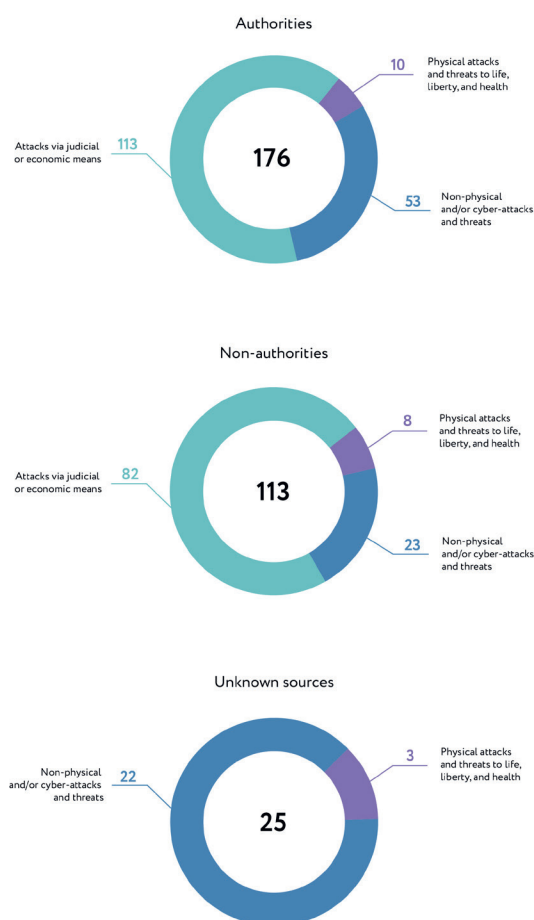 Authorities
10
Physical attacks
and threats to life,
liberty, and health
Attacks via judicial
or economic means
113
176
53
Non-physical
and/or cyber-attacks
and threats
Non-authorities
8
Physical attacks
and threats to life,
liberty, and health
Attacks via judicial
or economic means
82
113
23
Non-physical
and/or cyber-attacks
and threats
Unknown sources
3
Physical attacks
and threats to life,
liberty, and health
Non-physical
and/or cyber-attacks
and threats
22
25